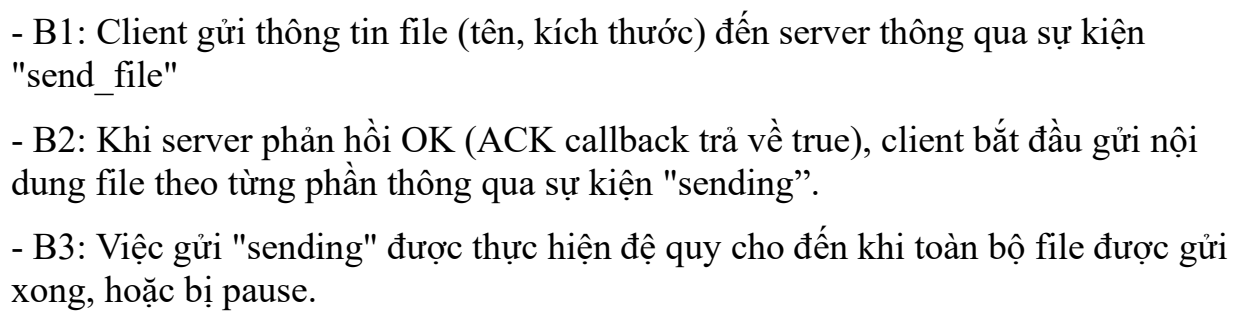 - B1: Client gửi thông tin file (tên, kích thước) đến server thông qua sự kiện
"send_file"
- B2: Khi server phản hồi OK (ACK callback trả về true), client bắt đầu gửi nội
dung file theo từng phần thông qua sự kiện "sending”.
- B3: Việc gửi "sending" được thực hiện đệ quy cho đến khi toàn bộ file được gửi
xong, hoặc bị pause.